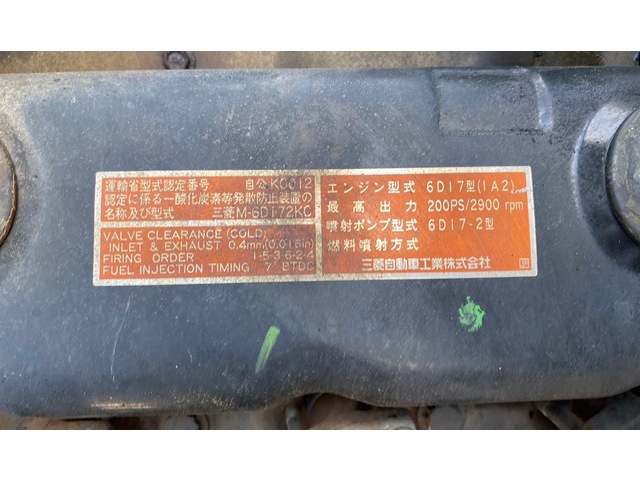 運輸省型式認定番号 自公KC012
認定に係る一酸化炭素等発散防止装置の
名称及び型式 三菱M-6D172KC
VALVE CLEARANCE (COLD)
INLET & EXHAUST 0.4mm(0.016in)
FIRING ORDER 1-5-3-6-2-4
FUEL INJECTION TIMING 7° BTDC
エンジン型式 6D17型(1A2)
最高出力 200PS/2900 rpm
噴射ポンプ型式 6D17-2型
燃料噴射方式
三菱自動車工業株式会社